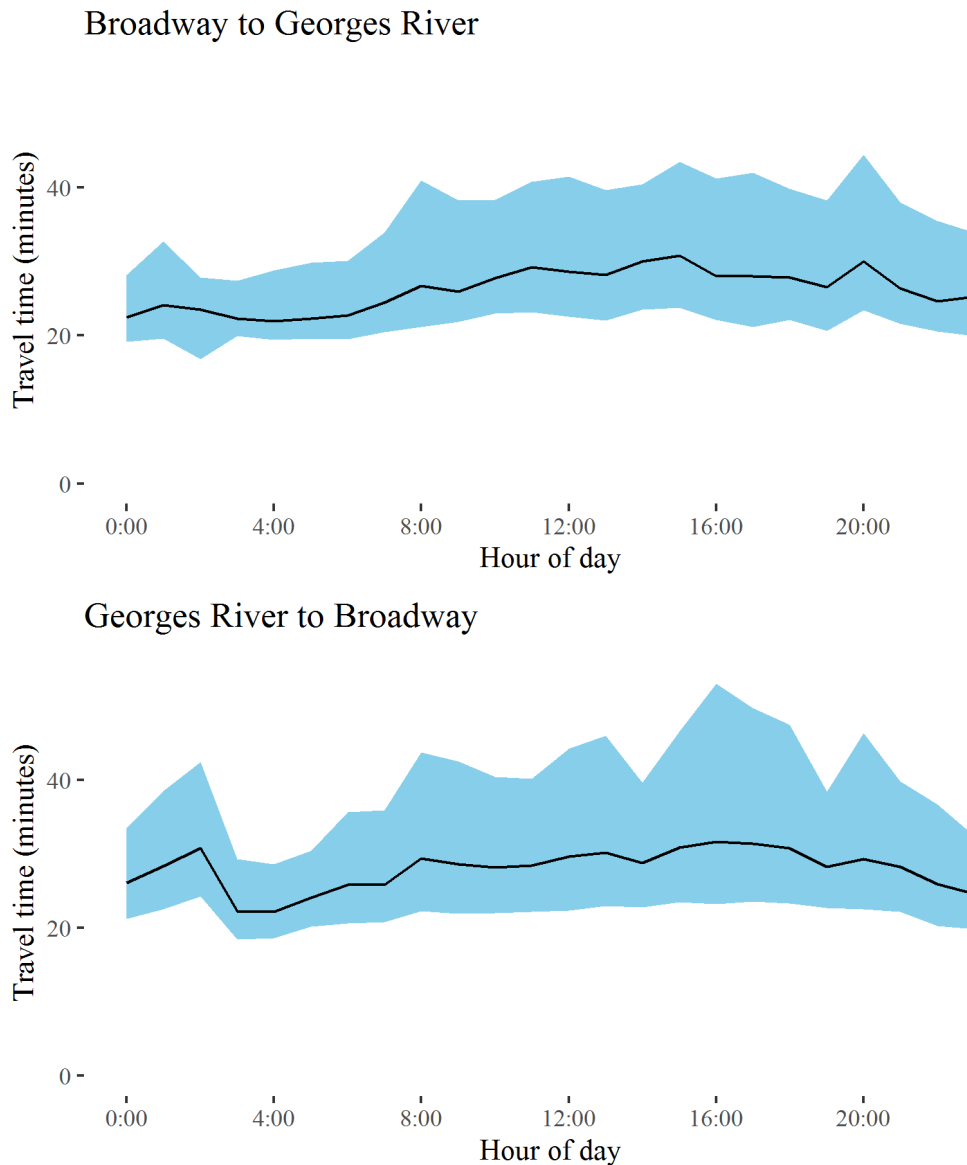 Broadway to Georges River
Travel time (minutes)
40
20
0
0:00 4:00 8:00 12:00 16:00 20:00
Hour of day
Georges River to Broadway
Travel time (minutes)
40
20
0
0:00 4:00 8:00 12:00 16:00 20:00
Hour of day